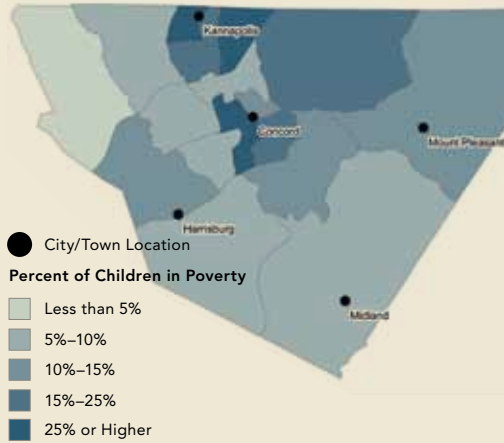 Kannapolis
Concord
Mount Pleasant
Harrisburg
Midland
City/Town Location
Percent of Children in Poverty
Less than 5%
5%–10%
10%–15%
15%–25%
25% or Higher